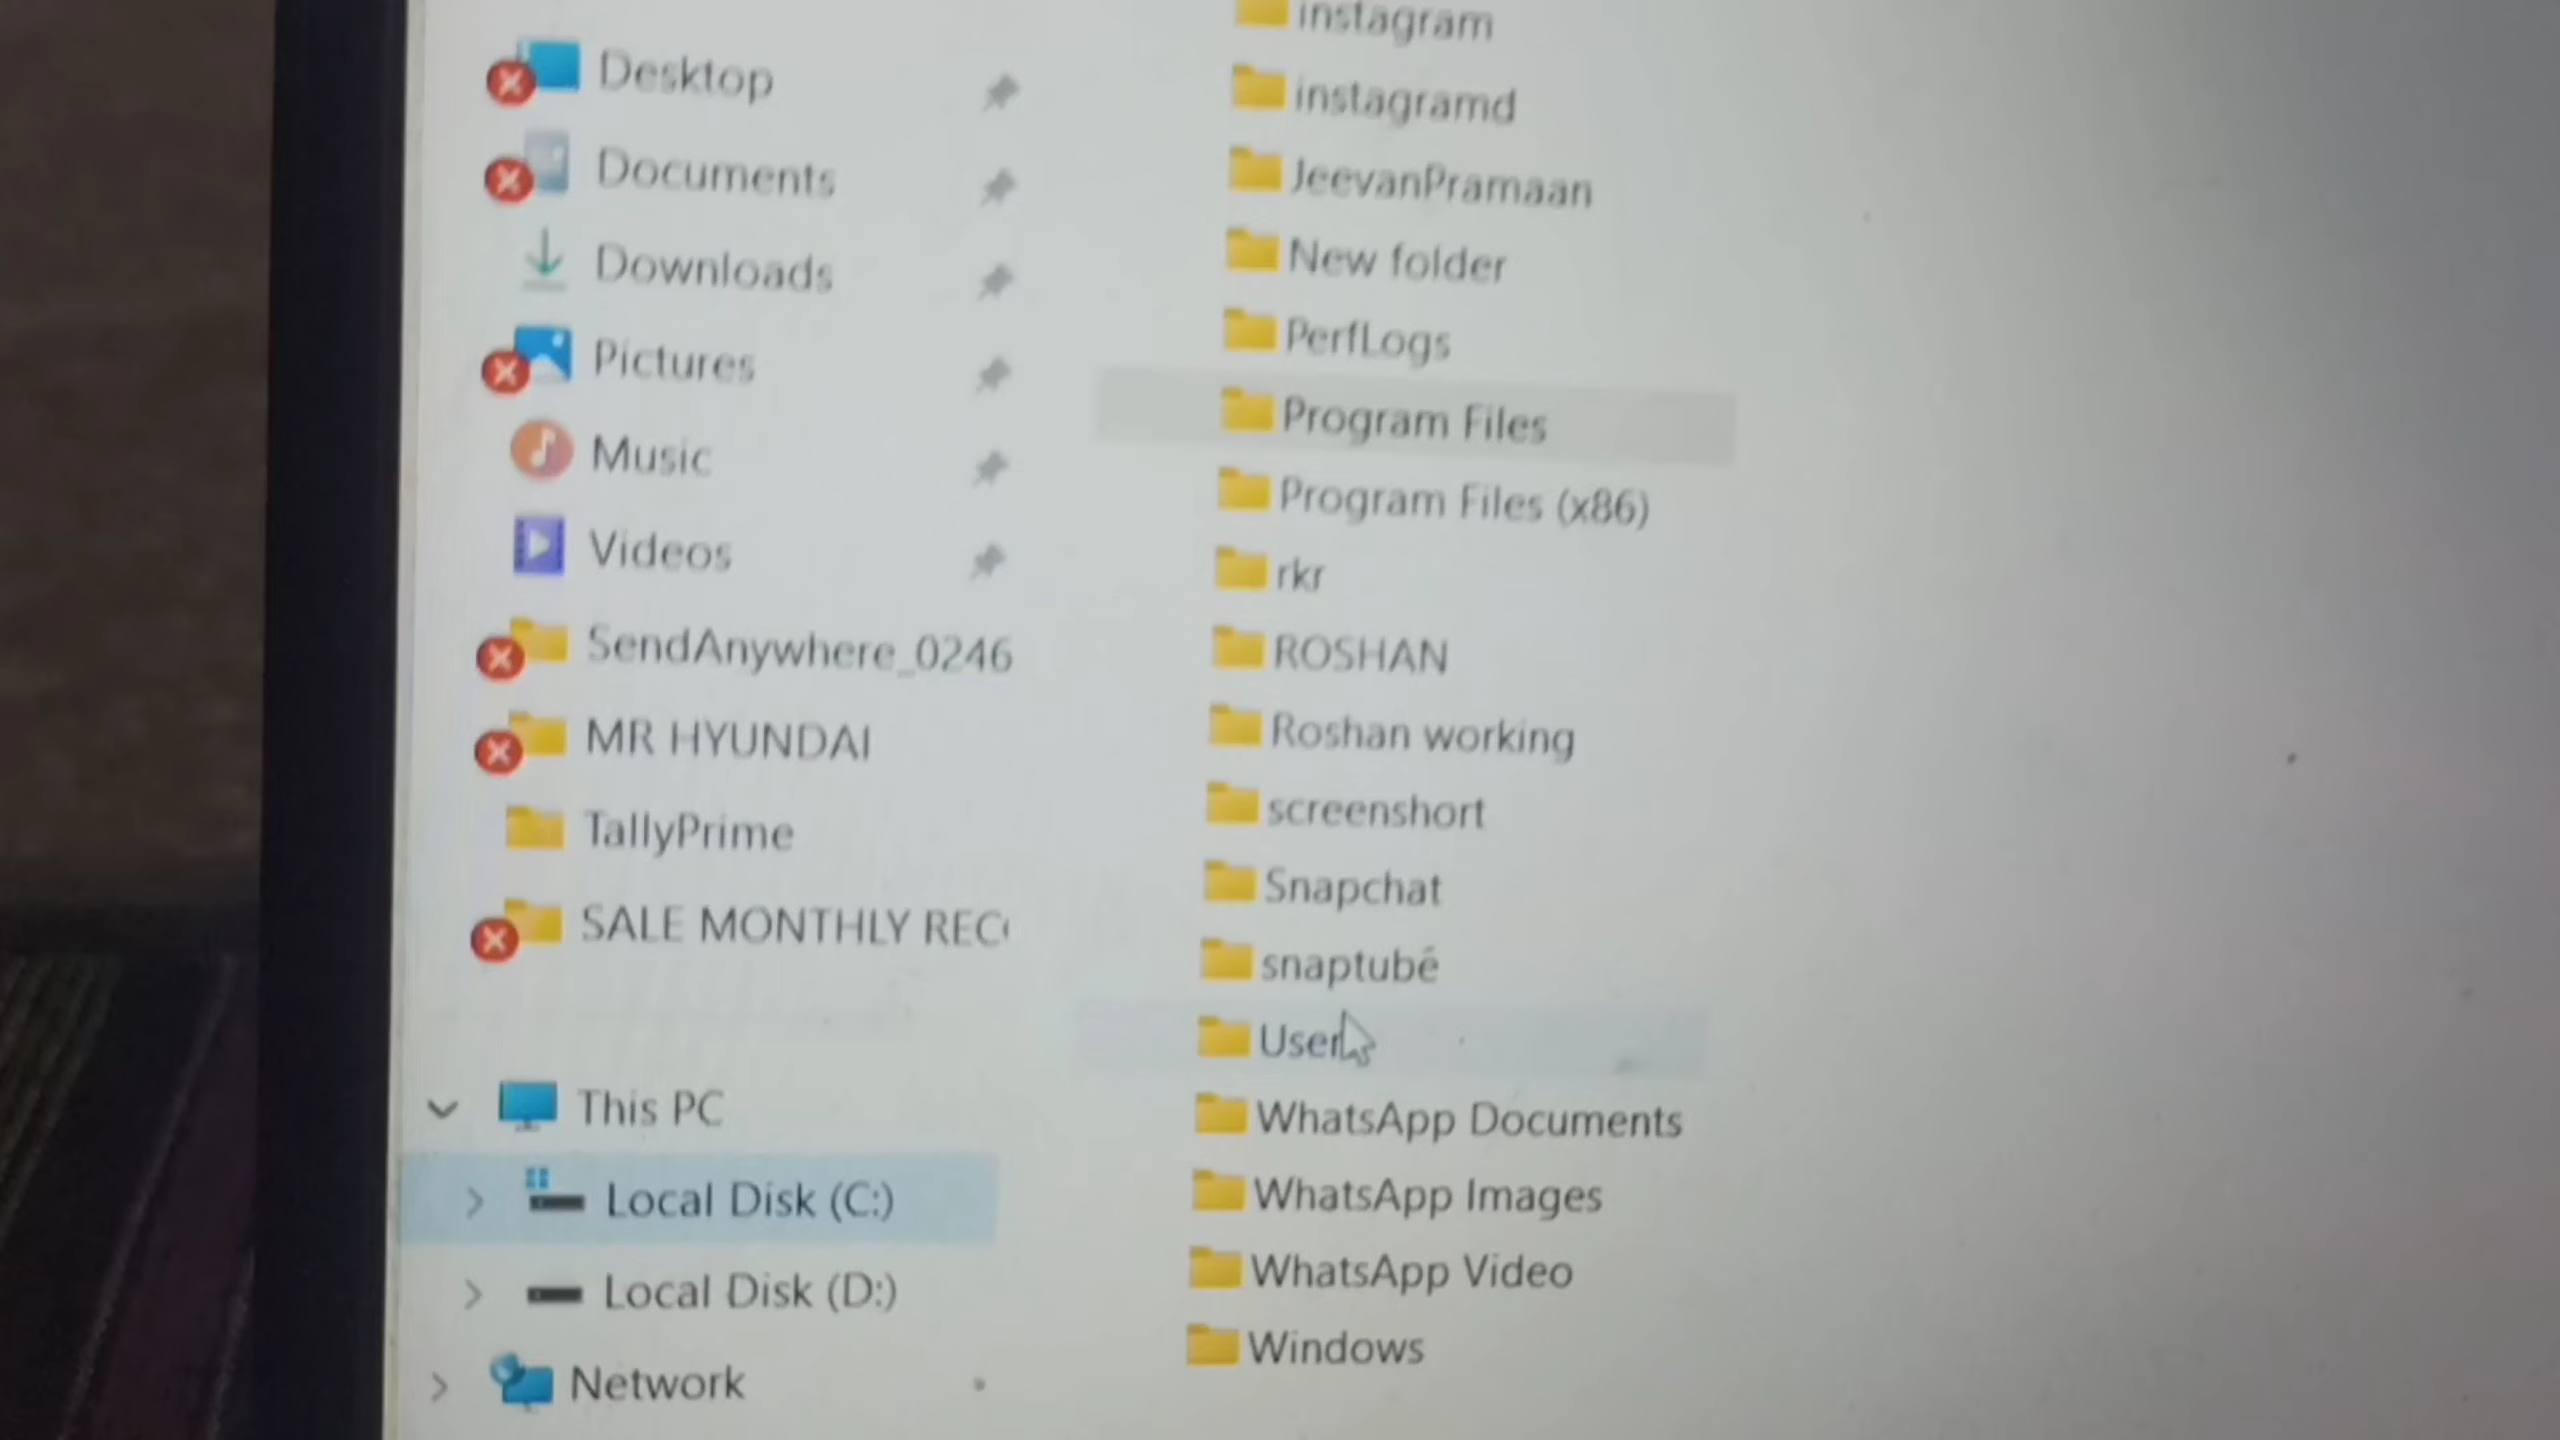 Desktop
Documents
Downloads
Pictures
Music
Videos
SendAnywhere_0246
MR HYUNDAI
TallyPrime
SALE MONTHLY REC
This PC
Local Disk (C:)
Local Disk (D:)
Network
instagram
instagramd
JeevanPramaan
New folder
PerfLogs
Program Files
Program Files (x86)
rkr
ROSHAN
Roshan working
screenshort
Snapchat
snaptube
User
WhatsApp Documents
WhatsApp Images
WhatsApp Video
Windows